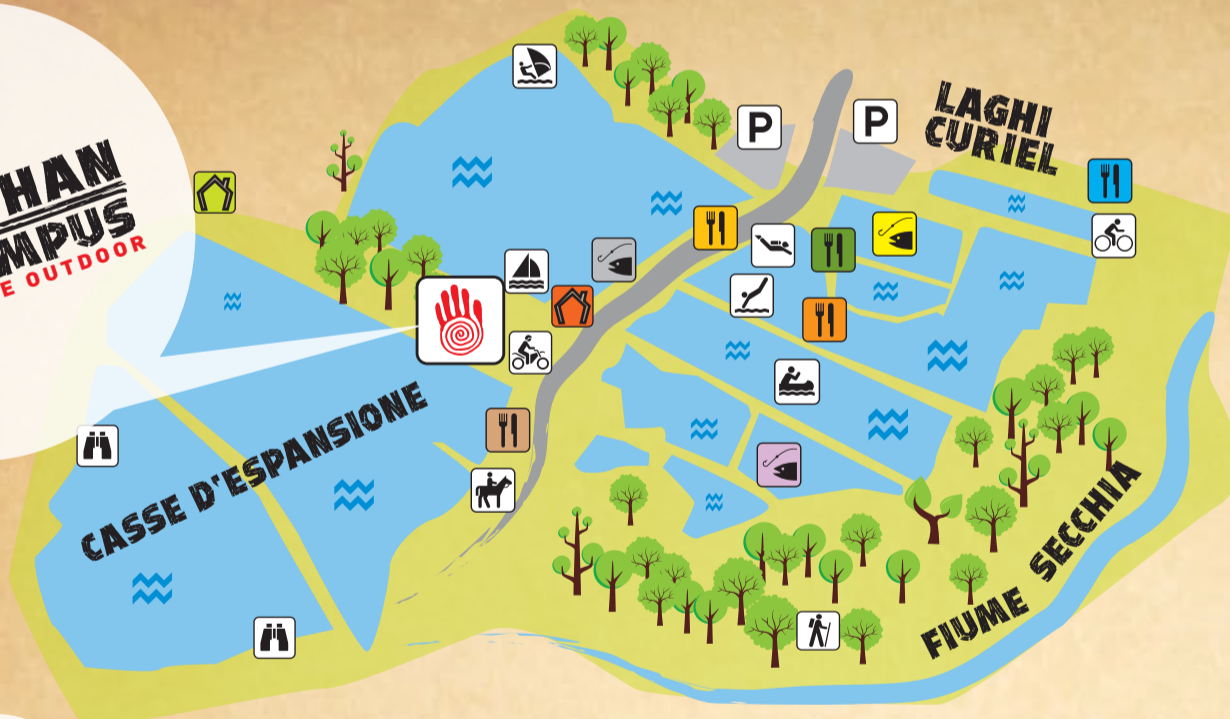 HAN
MPUS
E OUTDOOR
P
P
LAGHI
CURIEL
CASSE D'ESPANSIONE
FIUME SECCHIA